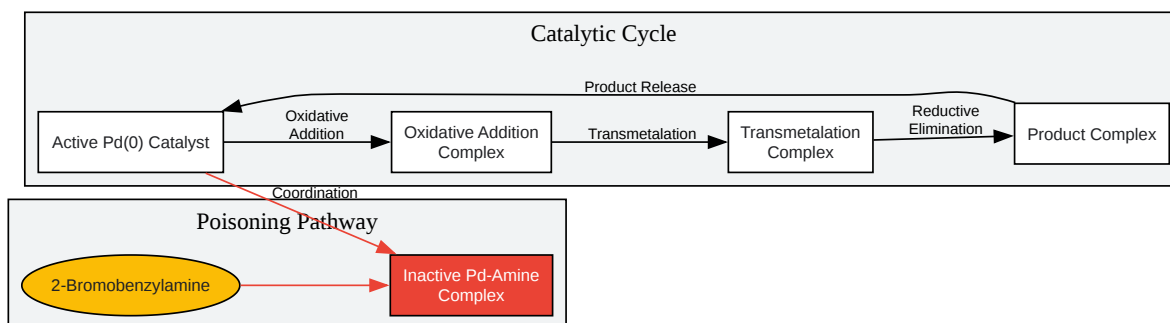 Catalytic Cycle
Product Release
Active Pd(0) Catalyst
Oxidative
Addition
Oxidative Addition
Complex
Transmetalation
Transmetalation
Complex
Reductive
Elimination
Product Complex
Coordination
Poisoning Pathway
2-Bromobenzylamine
Inactive Pd-Amine
Complex